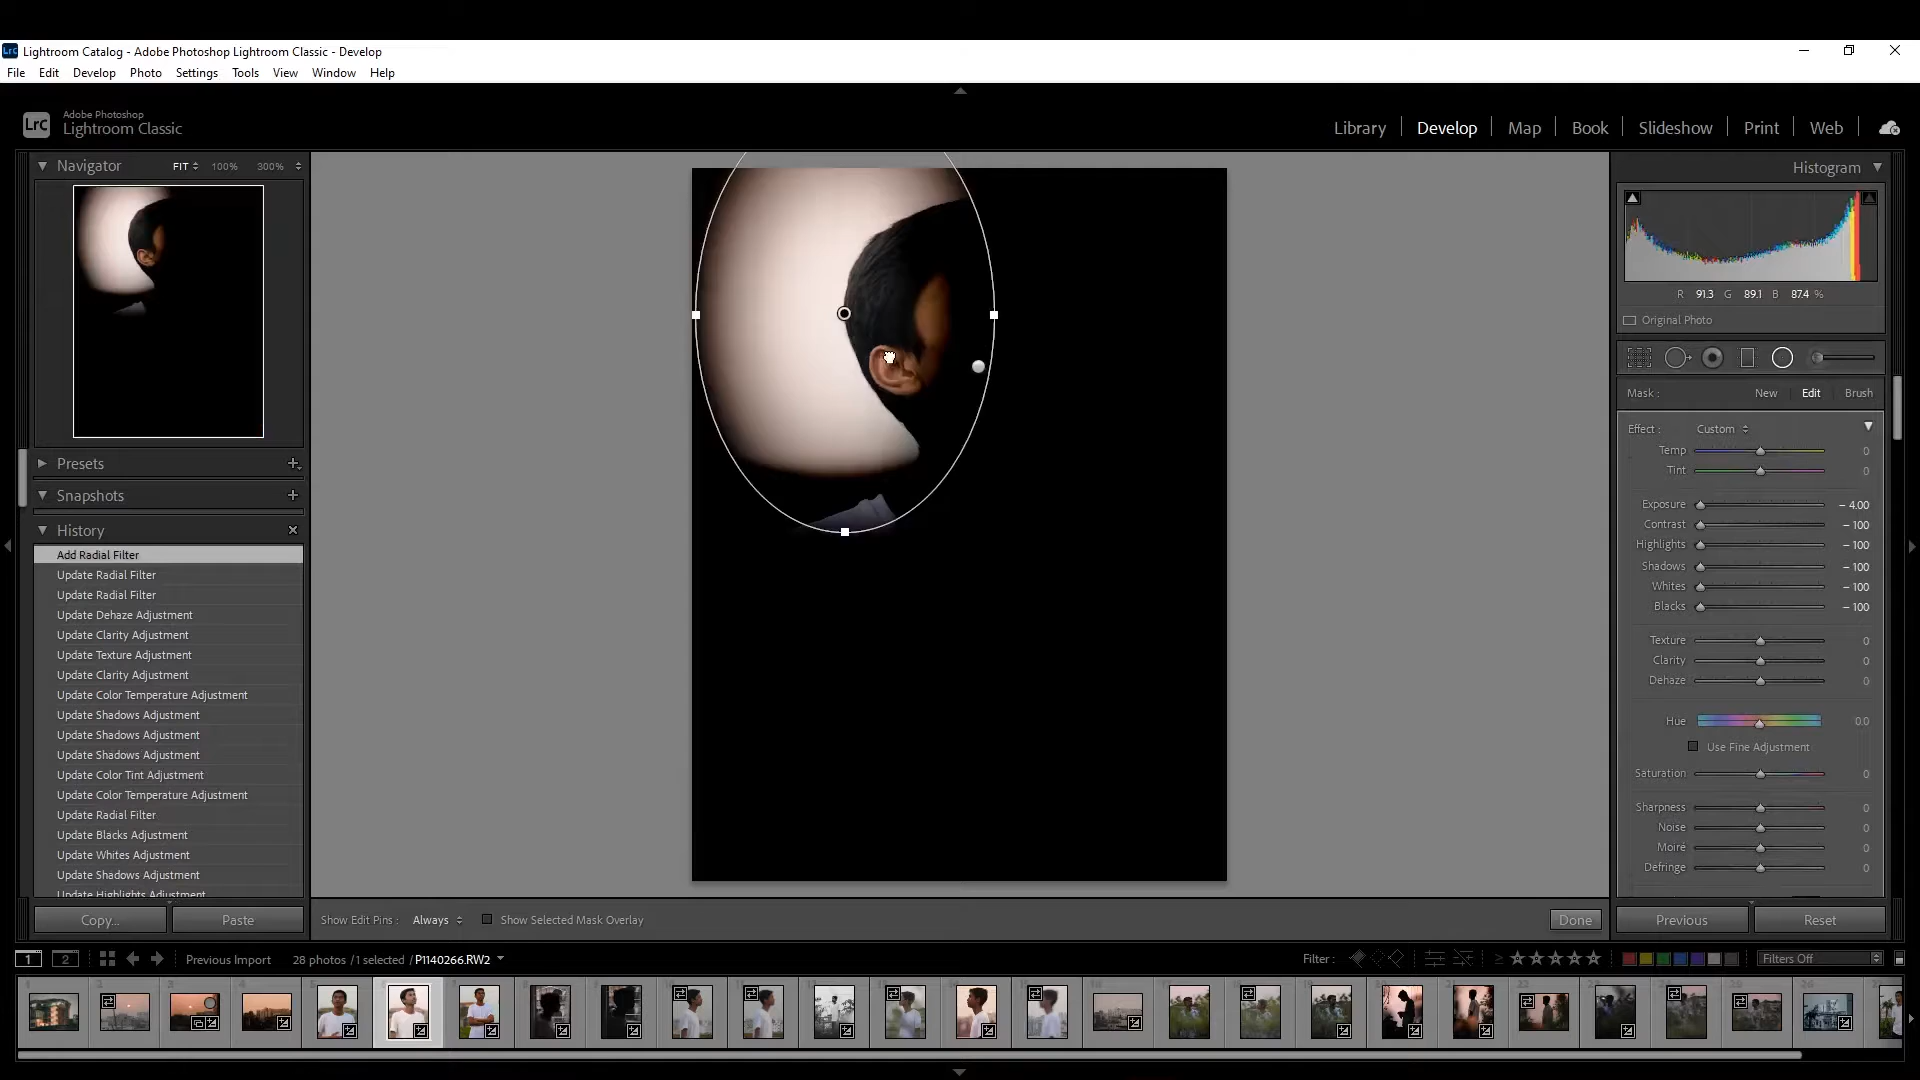 Lrc Lightroom Catalog - Adobe Photoshop Lightroom Classic - Develop
File Edit Develop Photo Settings Tools View Window Help
LrC Adobe Photoshop
Lightroom Classic
Library Develop Map Book Slideshow Print Web
Navigator FIT 100% 300%
Histogram
R 91.3 G 89.1 B 87.4 %
Original Photo
Mask : New Edit Brush
Effect : Custom
Temp 0
Tint 0
Exposure – 4.00
Contrast – 100
Highlights – 100
Shadows – 100
Whites – 100
Blacks – 100
Texture 0
Clarity 0
Dehaze 0
Hue 0.0
Use Fine Adjustment
Saturation 0
Sharpness 0
Noise 0
Moiré 0
Defringe 0
Presets
Snapshots
History
Add Radial Filter
Update Radial Filter
Update Radial Filter
Update Dehaze Adjustment
Update Clarity Adjustment
Update Texture Adjustment
Update Clarity Adjustment
Update Color Temperature Adjustment
Update Shadows Adjustment
Update Shadows Adjustment
Update Shadows Adjustment
Update Color Tint Adjustment
Update Color Temperature Adjustment
Update Radial Filter
Update Blacks Adjustment
Update Whites Adjustment
Update Shadows Adjustment
Update Highlights Adjustment
Copy... Paste
Show Edit Pins : Always Show Selected Mask Overlay Done
Previous Reset
1 2 Previous Import 28 photos / 1 selected / P1140266.RW2 Filter : Filters Off